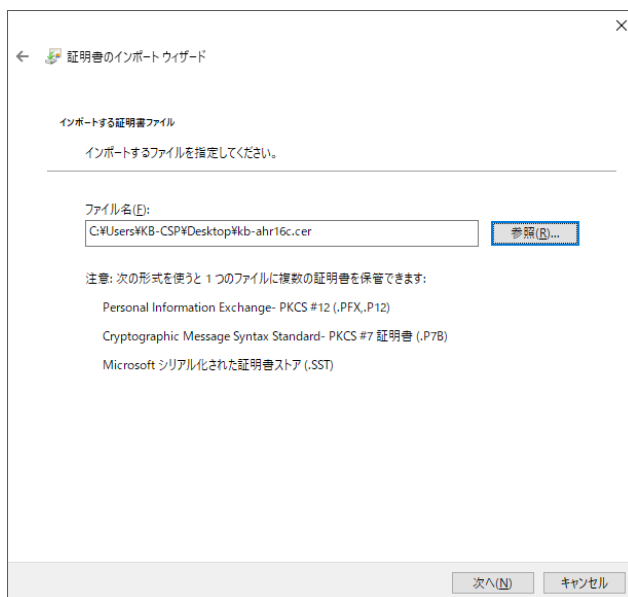 証明書のインポート ウィザード
インポートする証明書ファイル
インポートするファイルを指定してください。
ファイル名(F):
C:¥Users¥KB-CSP¥Desktop¥kb-ahr16c.cer
参照(R)...
注意: 次の形式を使うと 1 つのファイルに複数の証明書を保管できます:
Personal Information Exchange- PKCS #12 (.PFX,.P12)
Cryptographic Message Syntax Standard- PKCS #7 証明書 (.P7B)
Microsoft シリアル化された証明書ストア (.SST)
次へ(N)
キャンセル